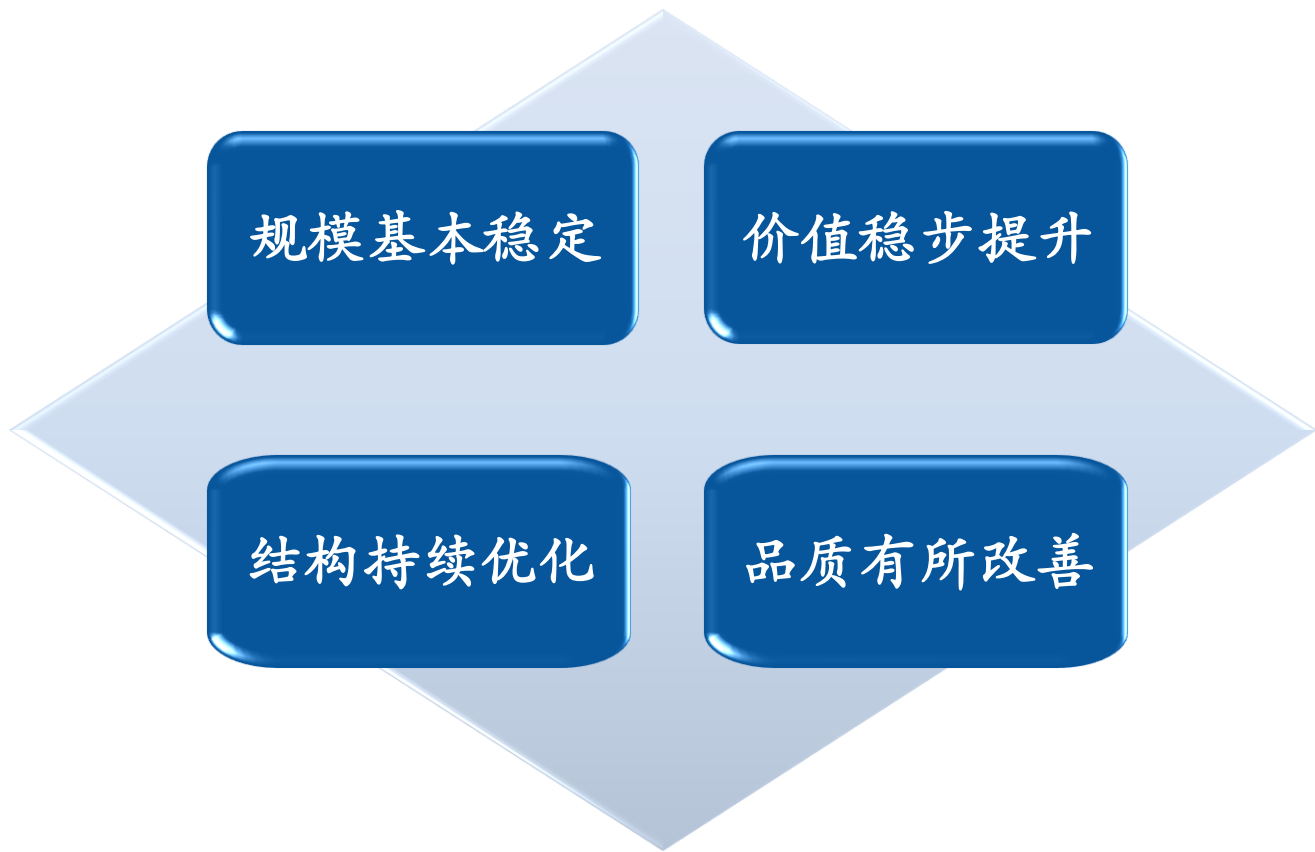 规模基本稳定
价值稳步提升
结构持续优化
品质有所改善